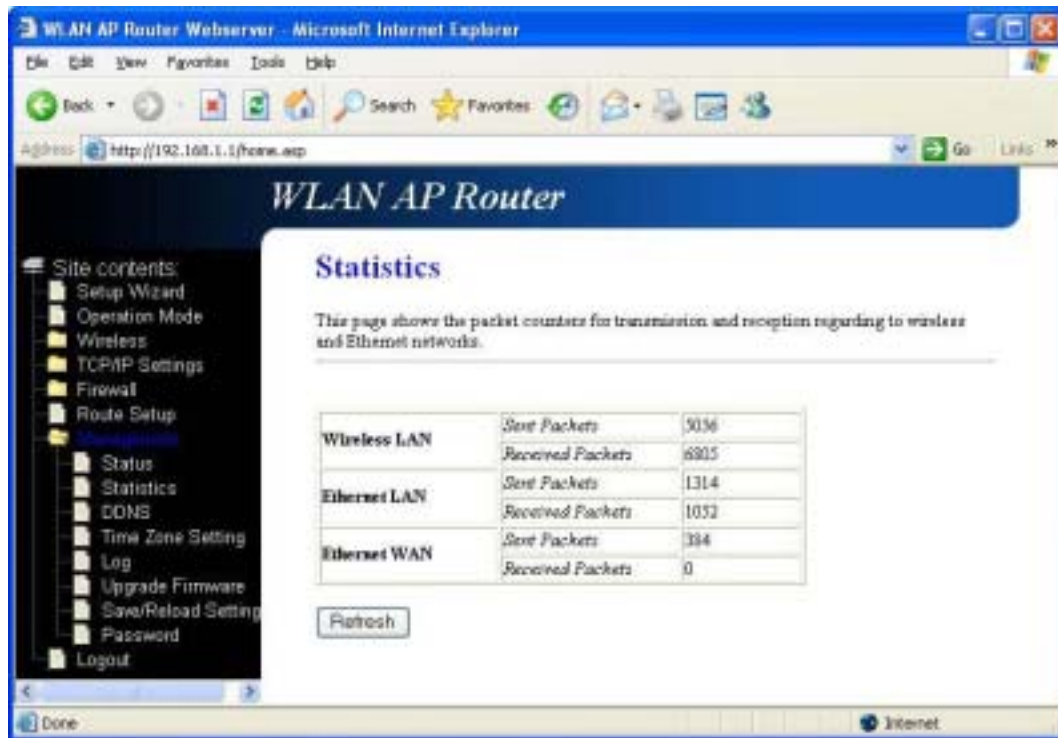 WLAN AP Router Webserver - Microsoft Internet Explorer
File Edit View Favorites Tools Help
Back Search Favorites
Address http://192.168.1.1/home.asp Go Links
WLAN AP Router
Site contents:
Setup Wizard
Operation Mode
Wireless
TCP/IP Settings
Firewall
Route Setup
Management
Status
Statistics
DDNS
Time Zone Setting
Log
Upgrade Firmware
Save/Reload Setting
Password
Logout
Statistics
This page shows the packet counters for transmission and reception regarding to wireless
and Ethernet networks.
Wireless LAN Sent Packets 5036
Received Packets 6805
Ethernet LAN Sent Packets 1314
Received Packets 1052
Ethernet WAN Sent Packets 384
Received Packets 0
Refresh
Done Internet